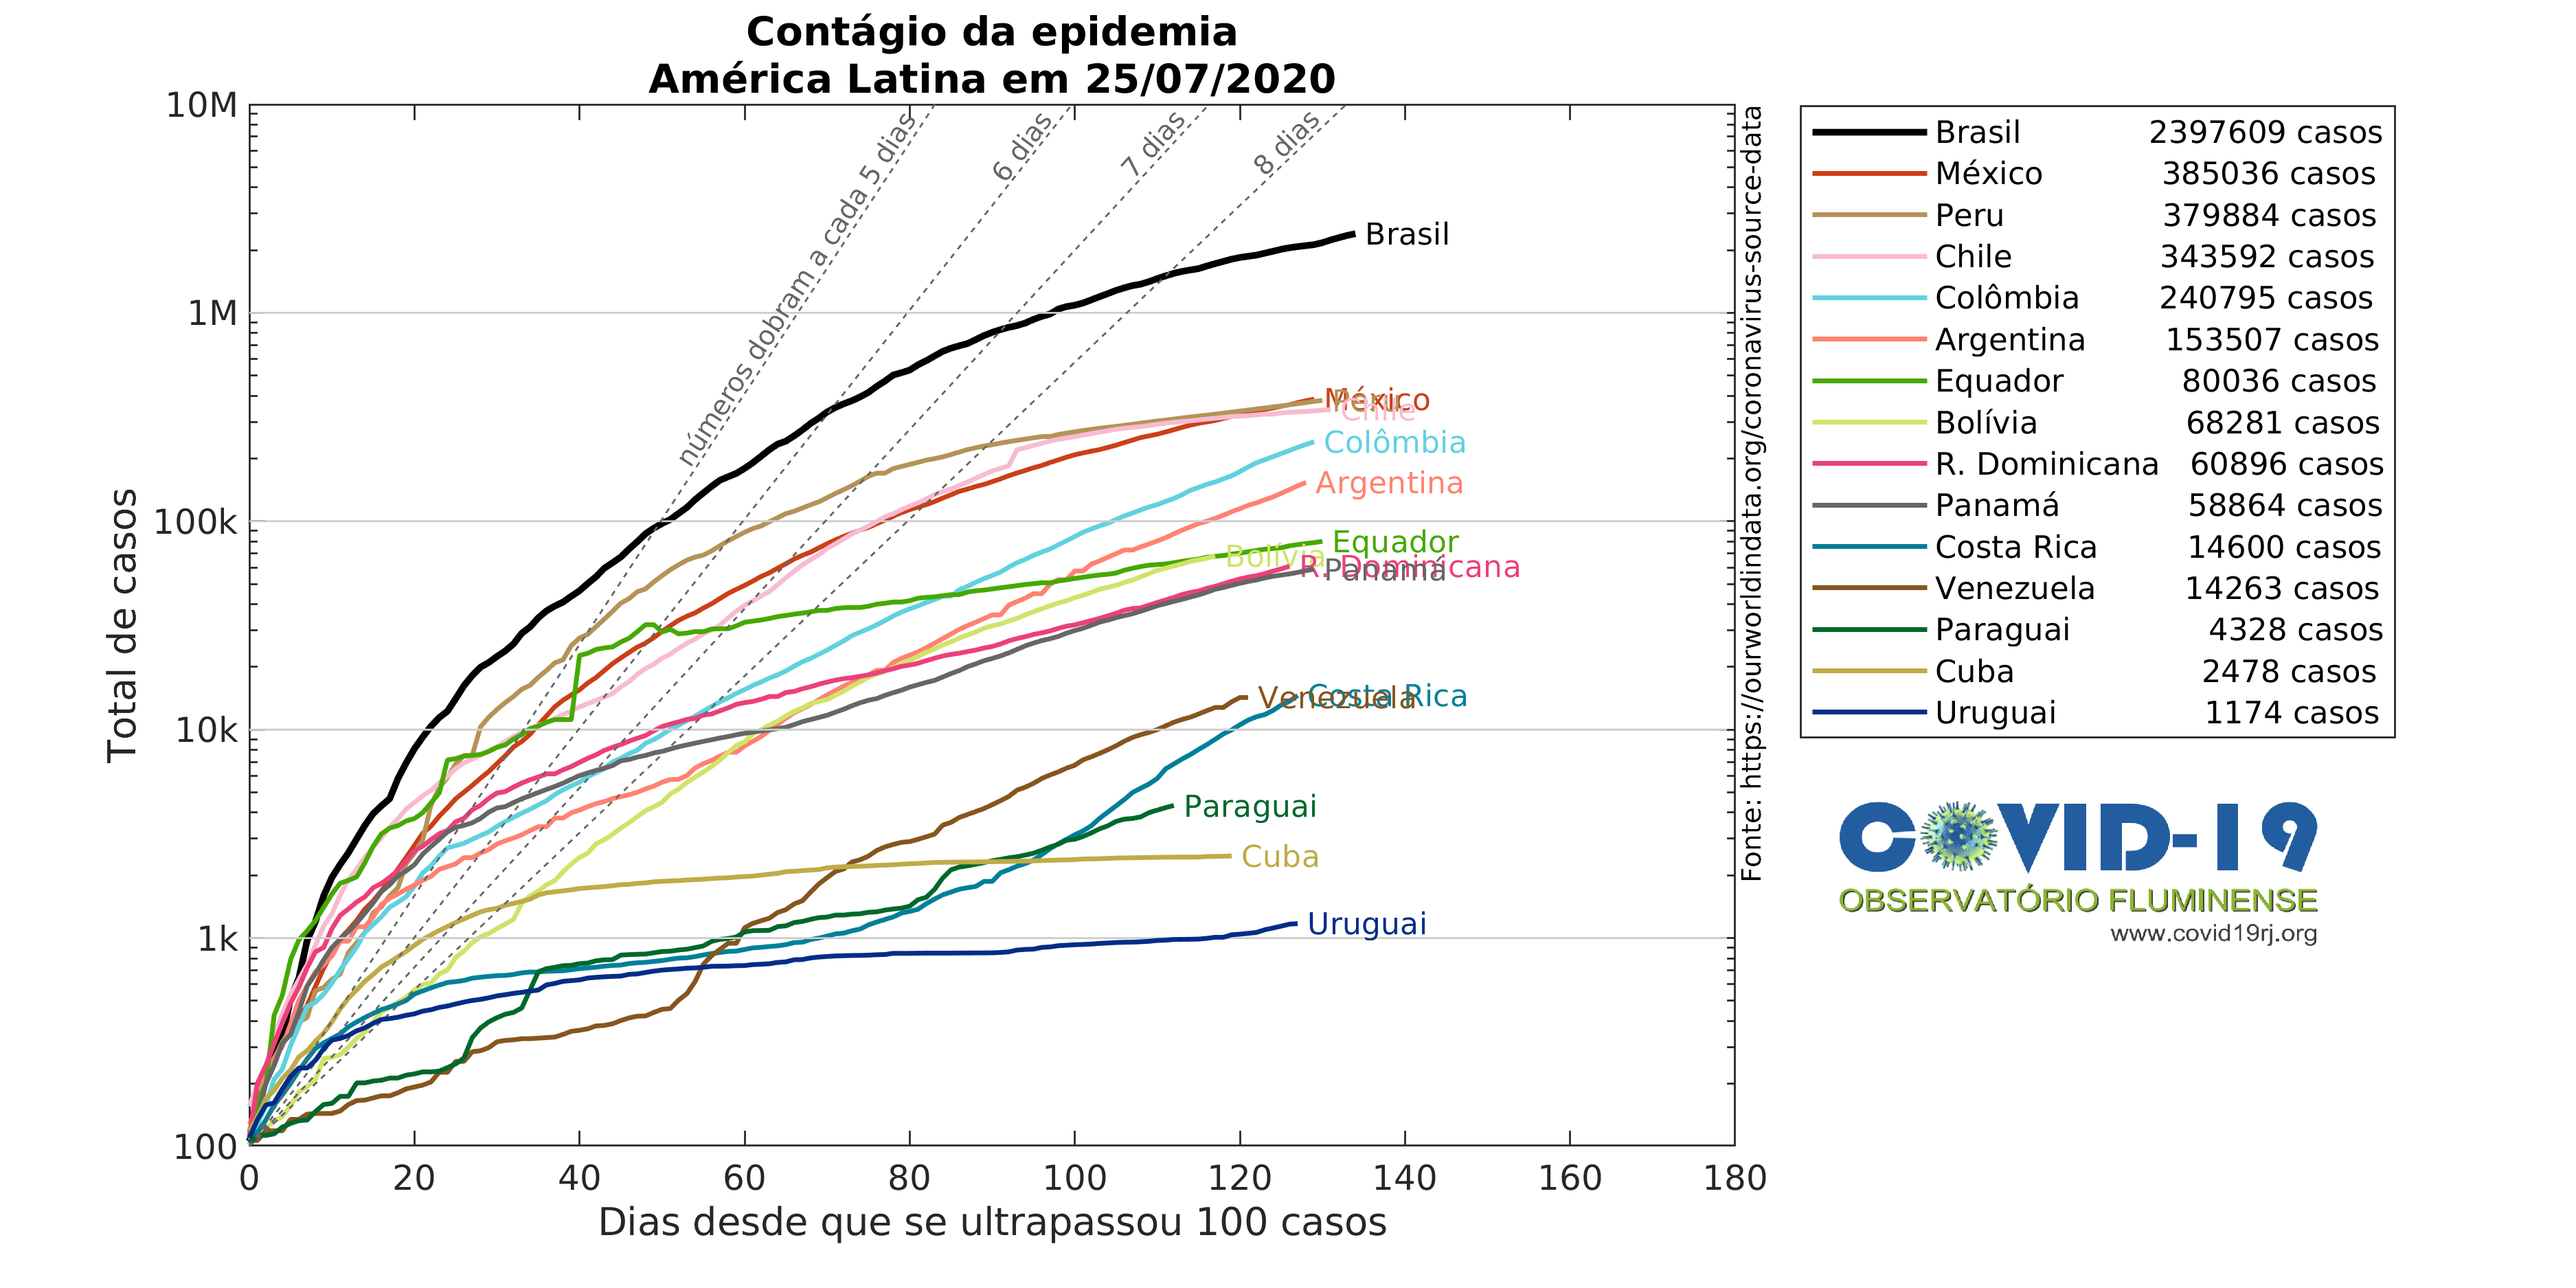 Contágio da epidemia
América Latina em 25/07/2020
Total de casos
10M
1M
100k
10k
1k
100
0 20 40 60 80 100 120 140 160 180
Dias desde que se ultrapassou 100 casos
números dobram a cada 5 dias
6 dias
7 dias
8 dias
Brasil
México
Peru
Chile
Colômbia
Argentina
Equador
Bolívia
R. Dominicana
Panamá
Venezuela
Costa Rica
Paraguai
Cuba
Uruguai
Fonte: https://ourworldindata.org/coronavirus-source-data
Brasil 2397609 casos
México 385036 casos
Peru 379884 casos
Chile 343592 casos
Colômbia 240795 casos
Argentina 153507 casos
Equador 80036 casos
Bolívia 68281 casos
R. Dominicana 60896 casos
Panamá 58864 casos
Costa Rica 14600 casos
Venezuela 14263 casos
Paraguai 4328 casos
Cuba 2478 casos
Uruguai 1174 casos
COVID-19
OBSERVATÓRIO FLUMINENSE
www.covid19rj.org